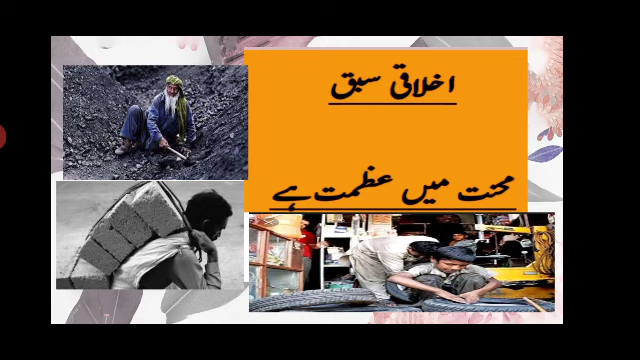 اخلاقی سبق
محنت میں عظمت ہے